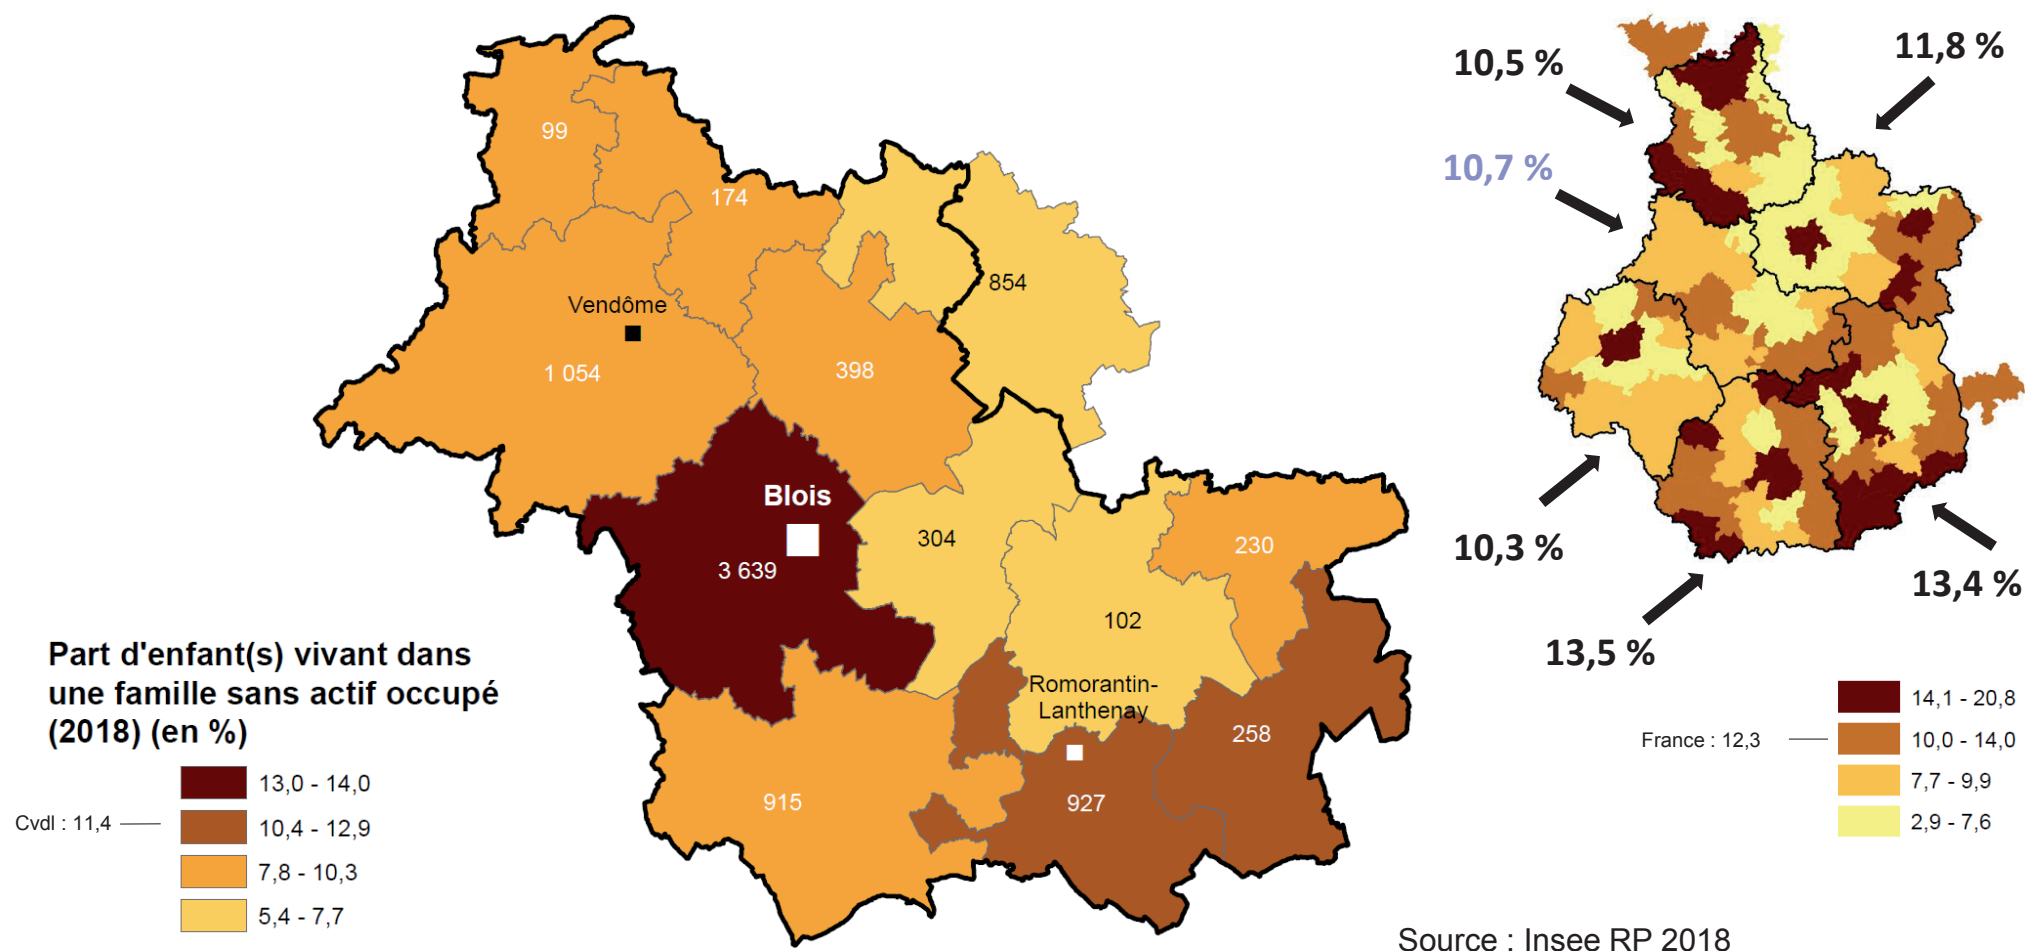 99
174
854
Vendôme
1 054
398
Blois
3 639
304
230
102
Romorantin-
Lanthenay
258
915
927
Part d'enfant(s) vivant dans
une famille sans actif occupé
(2018) (en %)
13,0 - 14,0
Cvdl : 11,4
10,4 - 12,9
7,8 - 10,3
5,4 - 7,7
10,5 %
11,8 %
10,7 %
10,3 %
13,4 %
13,5 %
14,1 - 20,8
France : 12,3
10,0 - 14,0
7,7 - 9,9
2,9 - 7,6
Source : Insee RP 2018